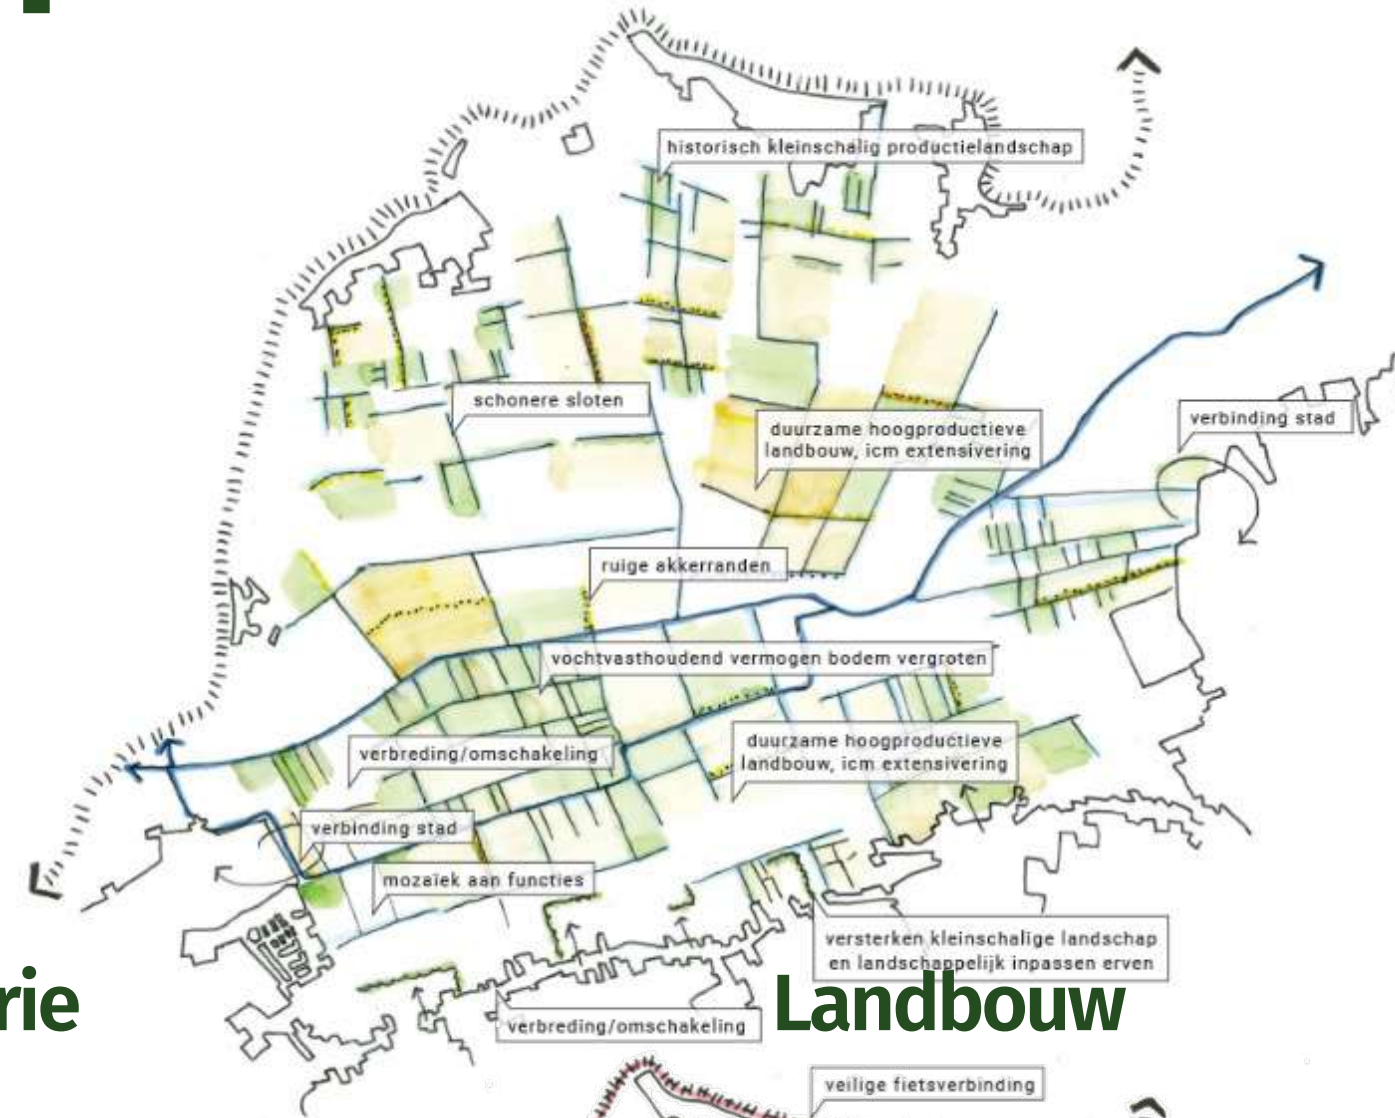 historisch kleinschalig productielandschap
schonere sloten
verbinding stad
duurzame hoogproductieve
landbouw, icm extensivering
ruige akkerranden
vochtvasthoudend vermogen bodem vergroten
verbreding/omschakeling
duurzame hoogproductieve
landbouw, icm extensivering
verbinding stad
mozaïek aan functies
versterken kleinschalige landschap
en landschappelijk inpassen erven
rie
Landbouw
verbreding/omschakeling
veilige fietsverbinding